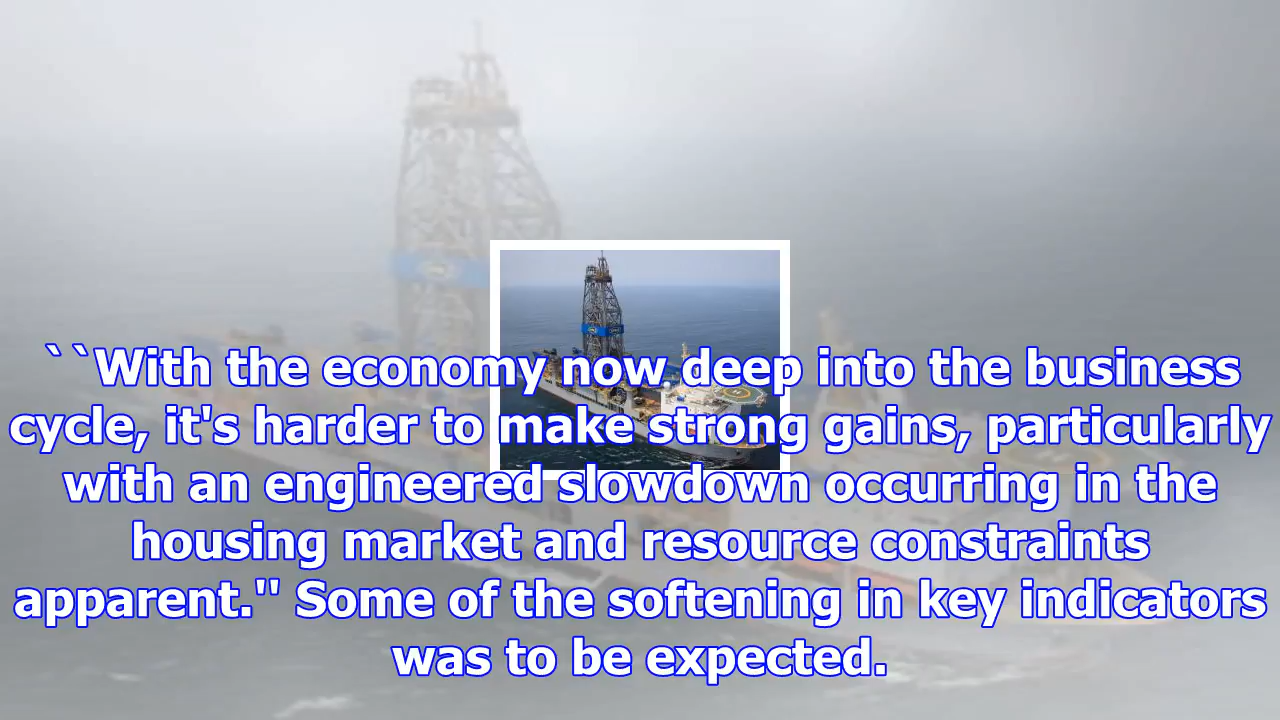 ``With the economy now deep into the business
cycle, it's harder to make strong gains, particularly
with an engineered slowdown occurring in the
housing market and resource constraints
apparent." Some of the softening in key indicators
was to be expected.